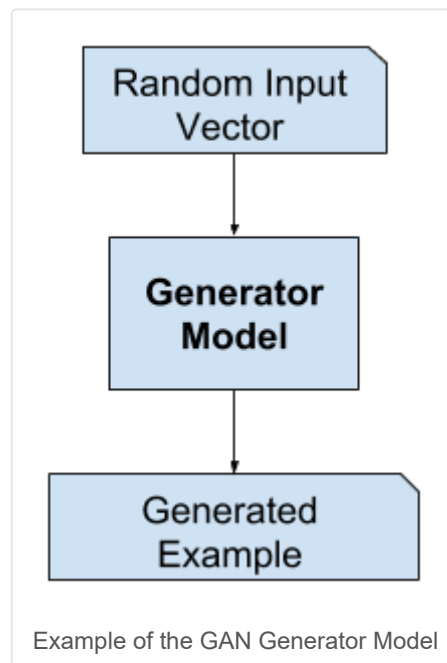 Random Input
Vector
Generator
Model
Generated
Example
Example of the GAN Generator Model